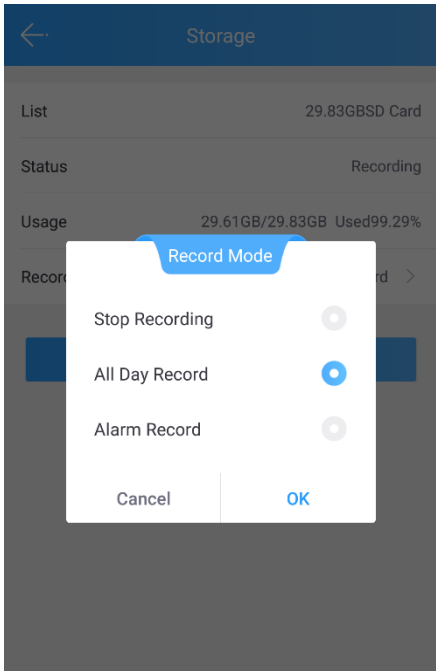 Storage
List 29.83GBSD Card
Status Recording
Usage 29.61GB/29.83GB Used99.29%
Record Mode
Stop Recording
All Day Record
Alarm Record
Cancel OK